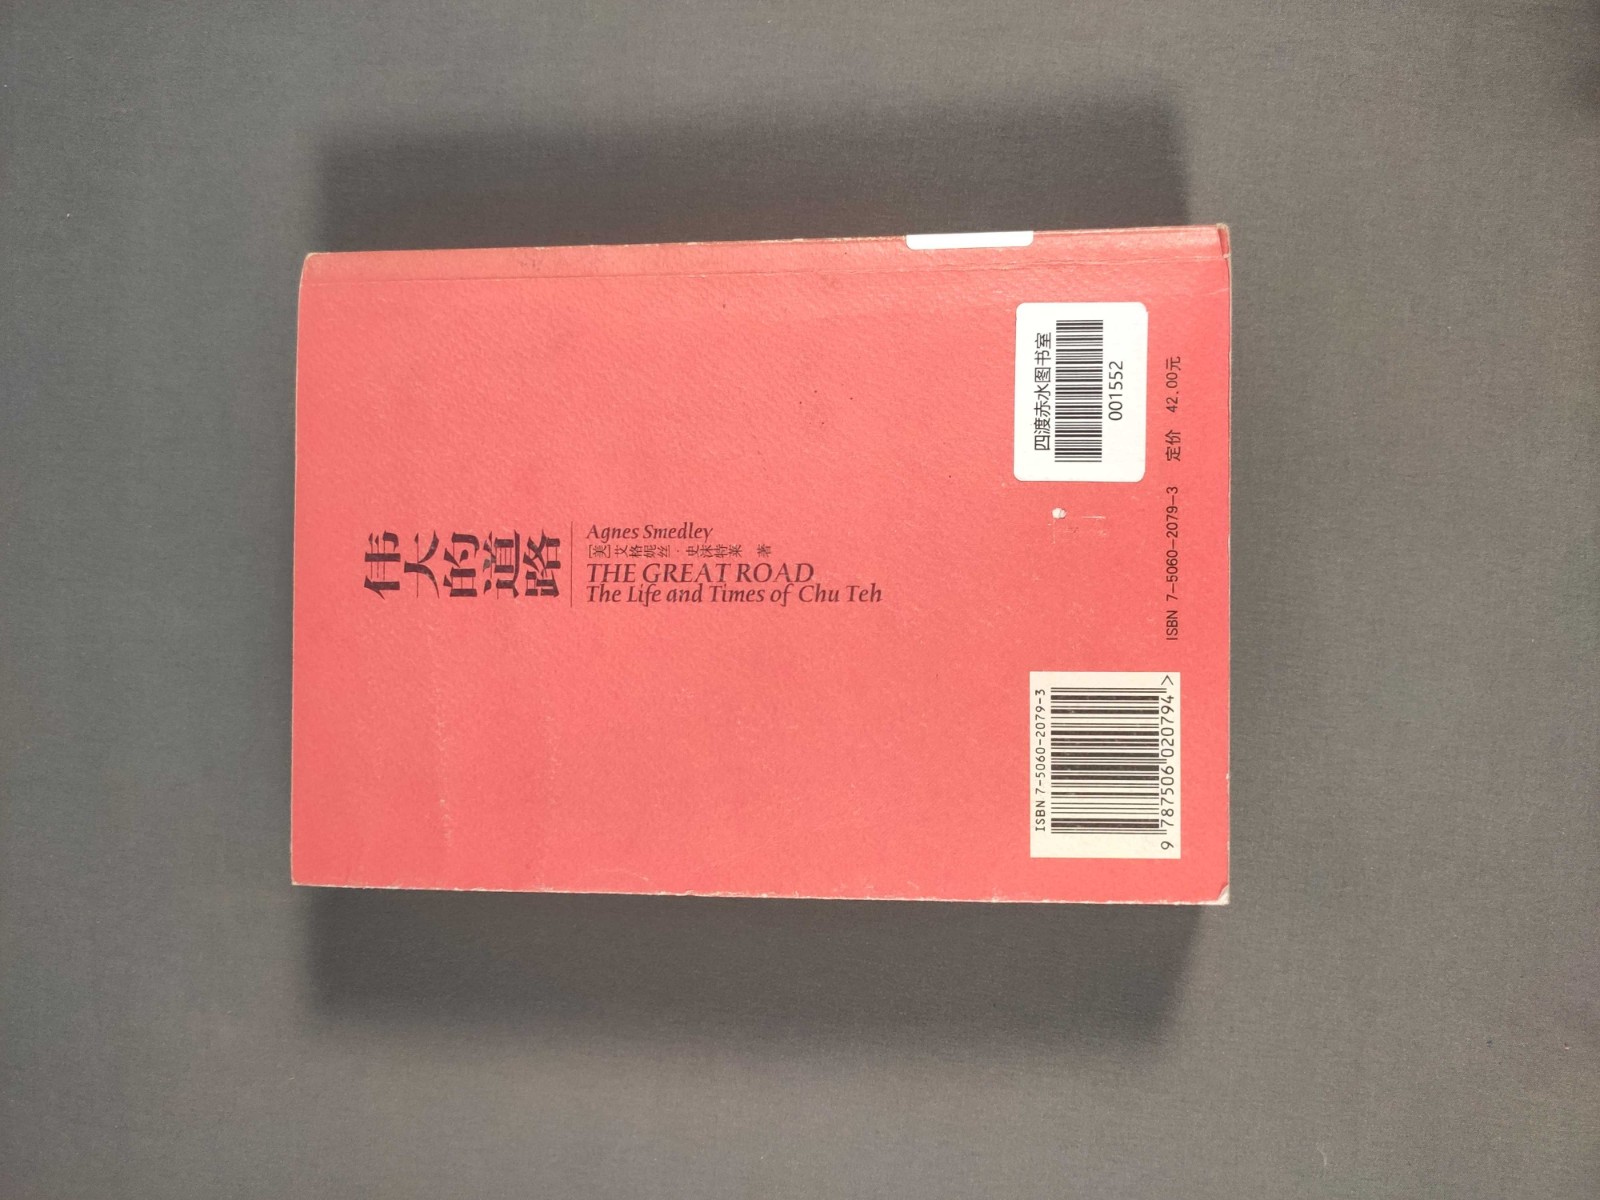 伟大的道路
Agnes Smedley
[美]艾格妮丝·史沫特莱 著
THE GREAT ROAD
The Life and Times of Chu Teh
四渡赤水图书室
001552
ISBN 7-5060-2079-3 定价 42.00元
ISBN 7-5060-2079-3
9 787506 020794 >